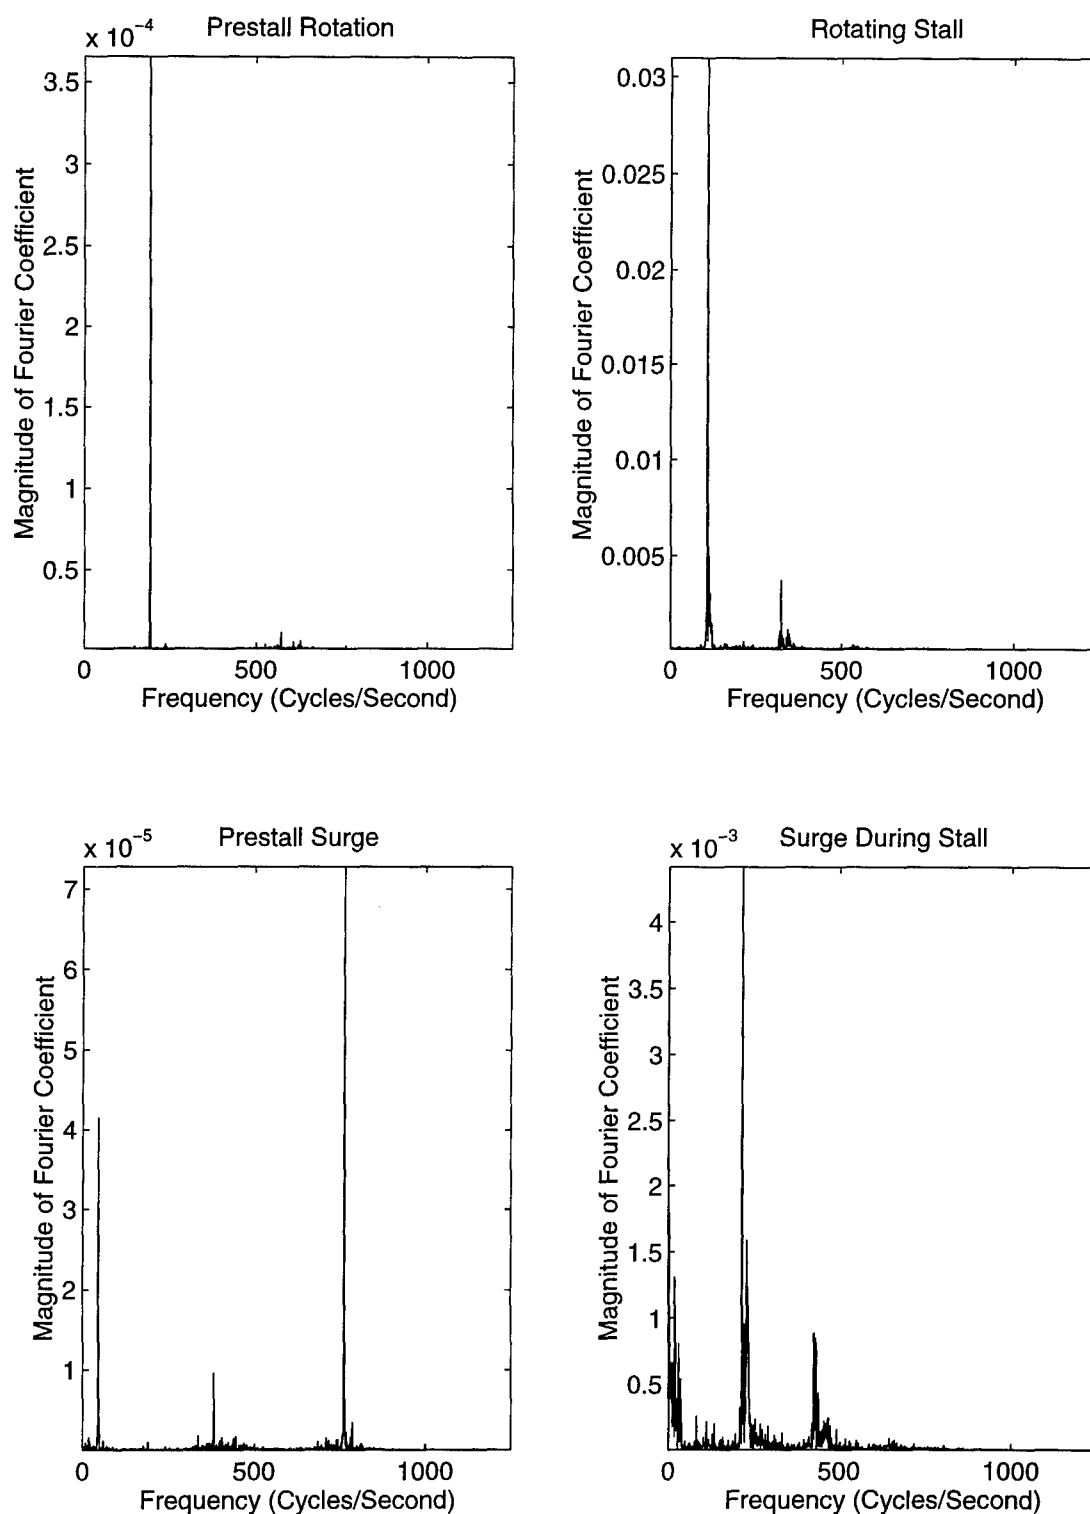 Prestall Rotation
x 10⁻⁴
3.5
3
2.5
2
1.5
1
0.5
Magnitude of Fourier Coefficient
0 500 1000
Frequency (Cycles/Second)
Rotating Stall
0.03
0.025
0.02
0.015
0.01
0.005
Magnitude of Fourier Coefficient
0 500 1000
Frequency (Cycles/Second)
Prestall Surge
x 10⁻⁵
7
6
5
4
3
2
1
Magnitude of Fourier Coefficient
0 500 1000
Frequency (Cycles/Second)
Surge During Stall
x 10⁻³
4
3.5
3
2.5
2
1.5
1
0.5
Magnitude of Fourier Coefficient
0 500 1000
Frequency (Cycles/Second)